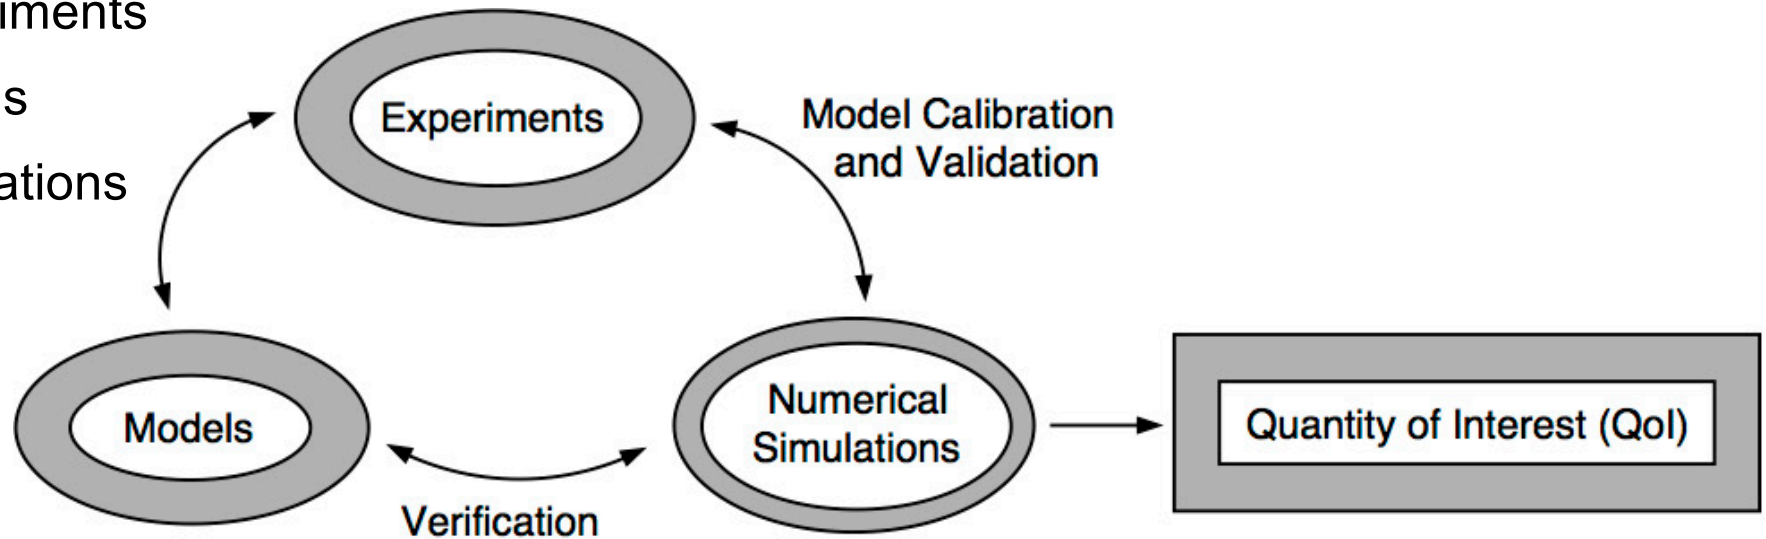 iments
s
ations
Experiments
Model Calibration
and Validation
Models
Verification
Numerical
Simulations
Quantity of Interest (QoI)